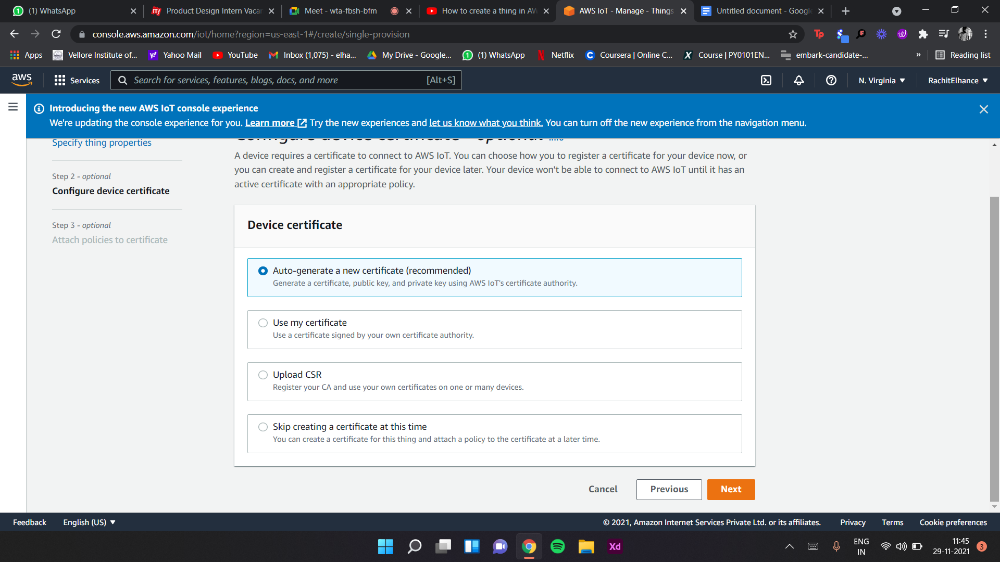 (1) WhatsApp
Product Design Intern Vacan
Meet - wta-fbsh-bfm
How to create a thing in AW
AWS IoT - Manage - Things
Untitled document - Google
console.aws.amazon.com/iot/home?region=us-east-1#/create/single-provision
Apps
Vellore Institute of...
Yahoo Mail
YouTube
Inbox (1,075) - elha...
My Drive - Google...
(1) WhatsApp
Netflix
Coursera | Online C...
Course | PY0101EN...
embark-candidate-...
»
Reading list
aws
Services
Search for services, features, blogs, docs, and more
[Alt+S]
N. Virginia ▼
RachitElhance ▼
Introducing the new AWS IoT console experience
We're updating the console experience for you. Learn more Try the new experiences and let us know what you think. You can turn off the new experience from the navigation menu.
Specify thing properties
Step 2 - optional
Configure device certificate
Step 3 - optional
Attach policies to certificate
Configure device certificate - optional Info
A device requires a certificate to connect to AWS IoT. You can choose how you to register a certificate for your device now, or
you can create and register a certificate for your device later. Your device won't be able to connect to AWS IoT until it has an
active certificate with an appropriate policy.
Device certificate
Auto-generate a new certificate (recommended)
Generate a certificate, public key, and private key using AWS IoT's certificate authority.
Use my certificate
Use a certificate signed by your own certificate authority.
Upload CSR
Register your CA and use your own certificates on one or many devices.
Skip creating a certificate at this time
You can create a certificate for this thing and attach a policy to the certificate at a later time.
Cancel
Previous
Next
Feedback
English (US) ▼
© 2021, Amazon Internet Services Private Ltd. or its affiliates.
Privacy
Terms
Cookie preferences
Xd
ENG
IN
11:45
29-11-2021
3